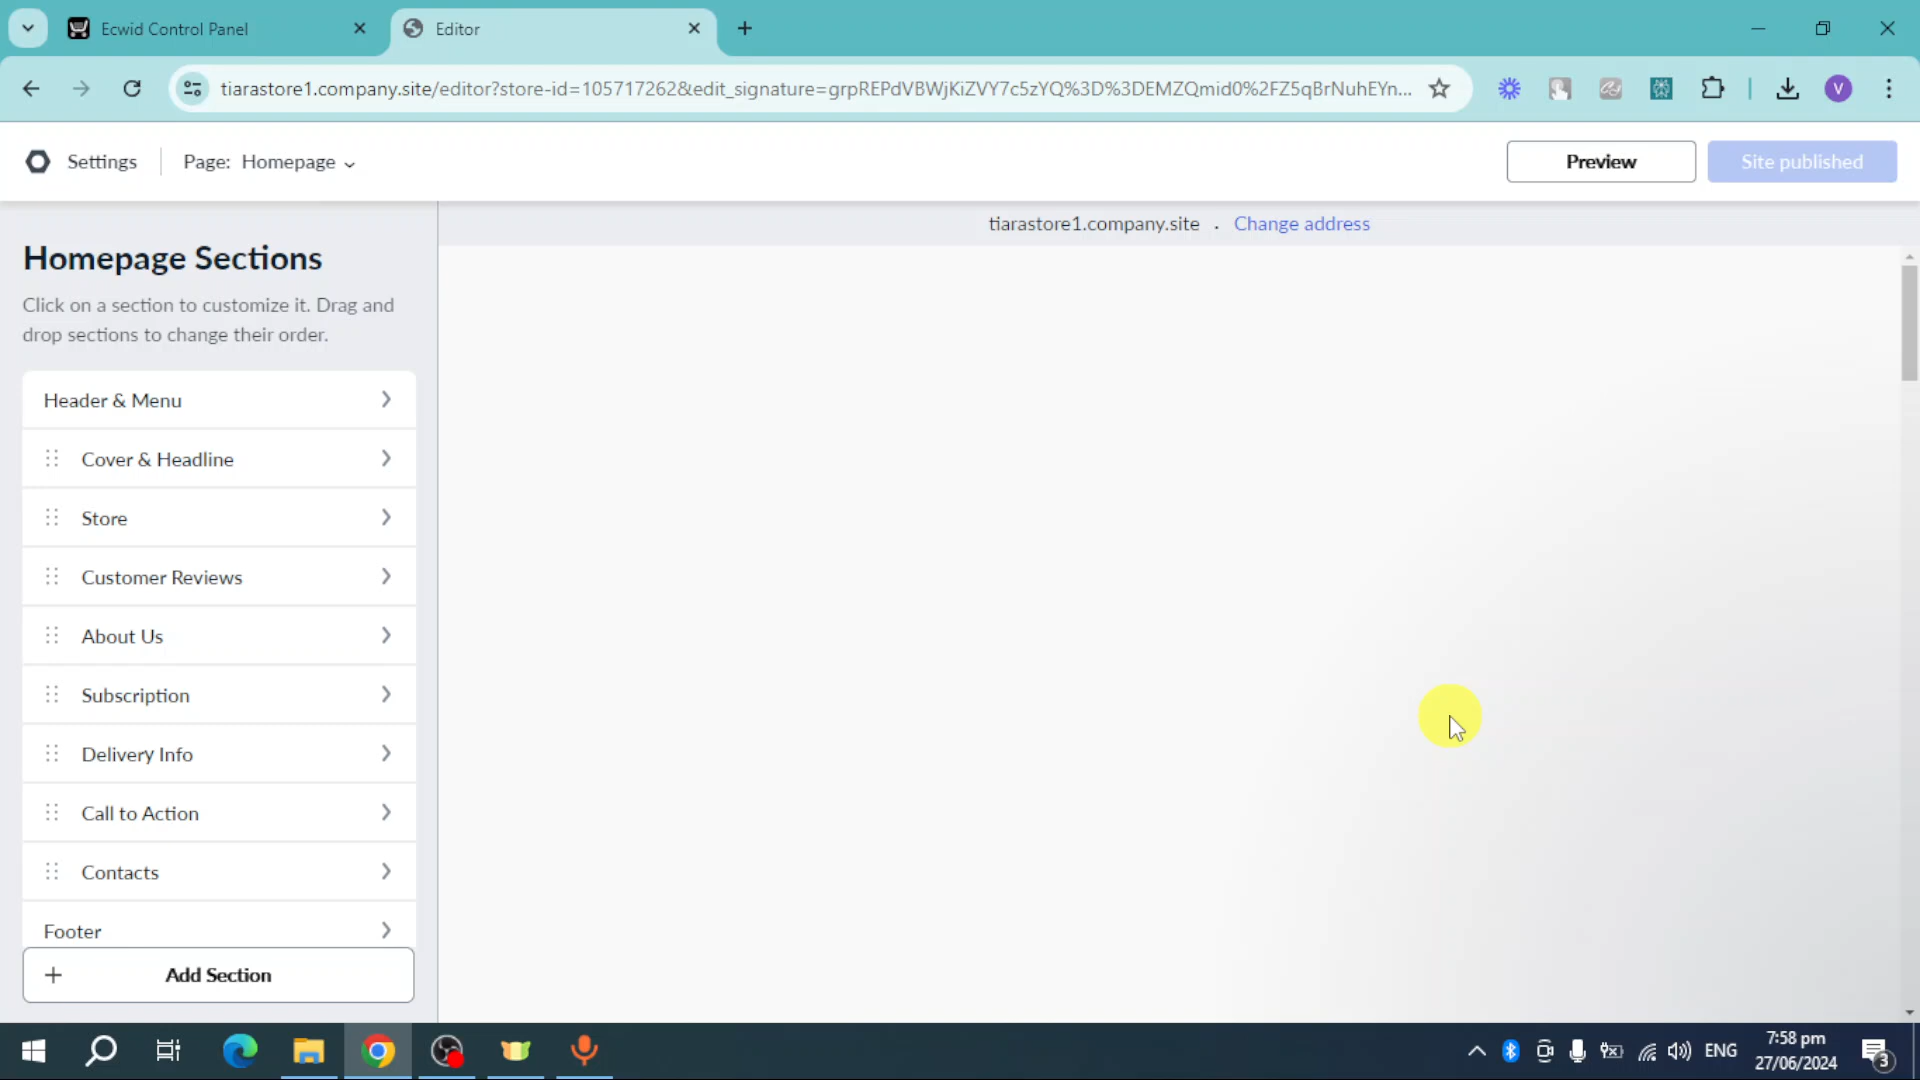 Ecwid Control Panel
Editor
tiarastore1.company.site/editor?store-id=105717262&edit_signature=grpREPdVBWjKiZVY7c5zYQ%3D%3DEMZQmid0%2FZ5qBrNuhEYn...
V
Settings
Page: Homepage
Preview
Site published
tiarastore1.company.site . Change address
Homepage Sections
Click on a section to customize it. Drag and
drop sections to change their order.
Header & Menu
Cover & Headline
Store
Customer Reviews
About Us
Subscription
Delivery Info
Call to Action
Contacts
Footer
+ Add Section
ENG
7:58 pm
27/06/2024
3